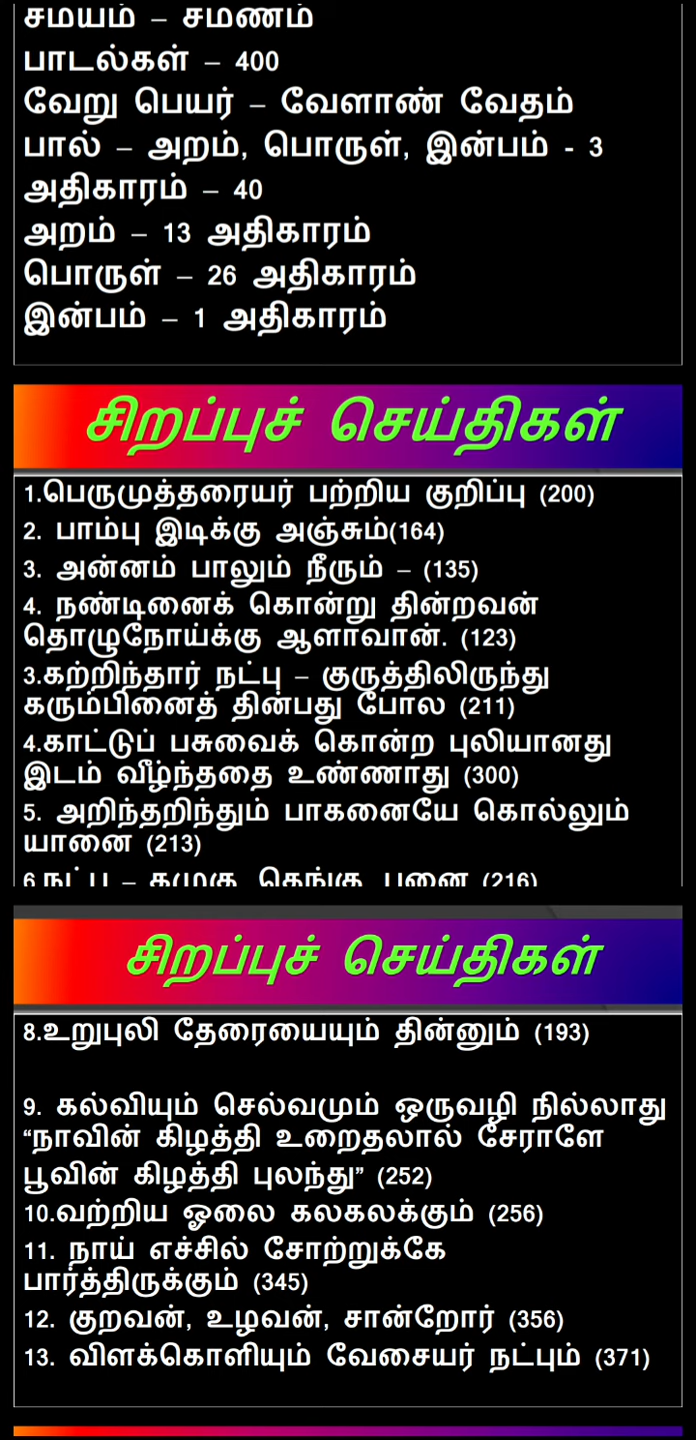 சமயம் – சமணம்
பாடல்கள் – 400
வேறு பெயர் – வேளாண் வேதம்
பால் – அறம், பொருள், இன்பம் - 3
அதிகாரம் – 40
அறம் – 13 அதிகாரம்
பொருள் – 26 அதிகாரம்
இன்பம் – 1 அதிகாரம்
சிறப்புச் செய்திகள்
1.பெருமுத்தரையர் பற்றிய குறிப்பு (200)
2. பாம்பு இடிக்கு அஞ்சும்(164)
3. அன்னம் பாலும் நீரும் – (135)
4. நண்டினைக் கொன்று தின்றவன்
தொழுநோய்க்கு ஆளாவான். (123)
3.கற்றிந்தார் நட்பு – குருத்திலிருந்து
கரும்பினைத் தின்பது போல (211)
4.காட்டுப் பசுவைக் கொன்ற புலியானது
இடம் வீழ்ந்ததை உண்ணாது (300)
5. அறிந்தறிந்தும் பாகனையே கொல்லும்
யானை (213)
6.நட்பு – கமுகு, தெங்கு, பனை (216)
சிறப்புச் செய்திகள்
8.உறுபுலி தேரையையும் தின்னும் (193)
9. கல்வியும் செல்வமும் ஒருவழி நில்லாது
“நாவின் கிழத்தி உறைதலால் சேராளே
பூவின் கிழத்தி புலந்து” (252)
10.வற்றிய ஓலை கலகலக்கும் (256)
11. நாய் எச்சில் சோற்றுக்கே
பார்த்திருக்கும் (345)
12. குறவன், உழவன், சான்றோர் (356)
13. விளக்கொளியும் வேசையர் நட்பும் (371)